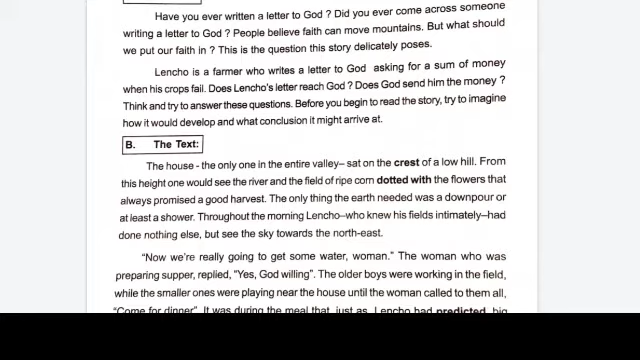 Have you ever written a letter to God ? Did you ever come across someone
writing a letter to God ? People believe faith can move mountains. But what should
we put our faith in ? This is the question this story delicately poses.
Lencho is a farmer who writes a letter to God asking for a sum of money
when his crops fail. Does Lencho's letter reach God ? Does God send him the money ?
Think and try to answer these questions. Before you begin to read the story, try to imagine
how it would develop and what conclusion it might arrive at.
B. The Text:
The house - the only one in the entire valley– sat on the crest of a low hill. From
this height one would see the river and the field of ripe corn dotted with the flowers that
always promised a good harvest. The only thing the earth needed was a downpour or
at least a shower. Throughout the morning Lencho–who knew his fields intimately–had
done nothing else, but see the sky towards the north-east.
“Now we're really going to get some water, woman.” The woman who was
preparing supper, replied, “Yes, God willing”. The older boys were working in the field,
while the smaller ones were playing near the house until the woman called to them all,
“Come for dinner”. It was during the meal that, just as, Lencho had predicted, big